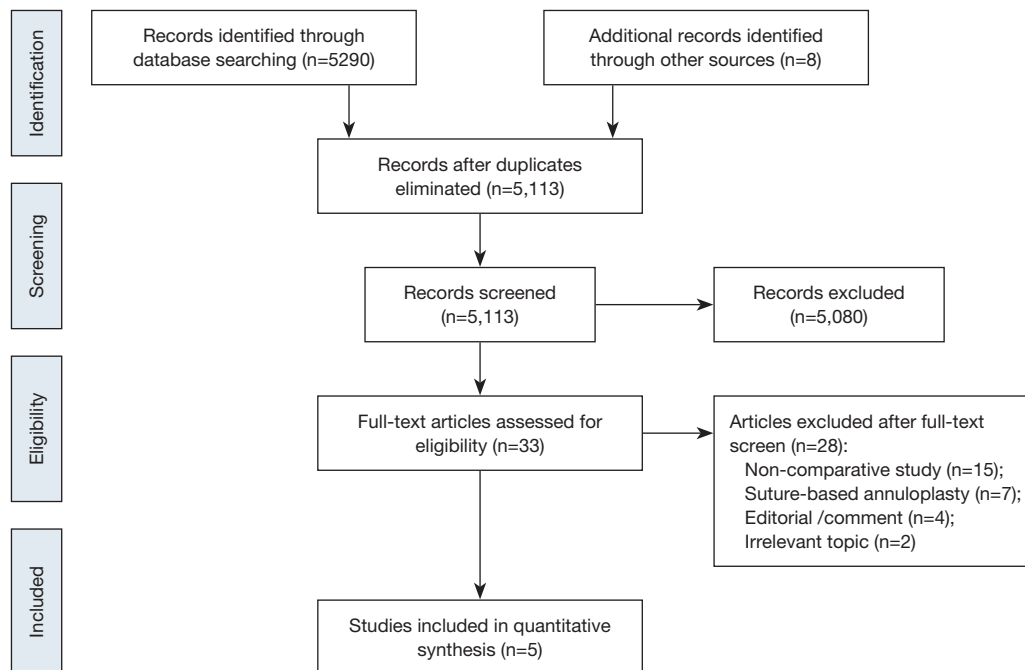 Identification
Records identified through
database searching (n=5290)
Additional records identified
through other sources (n=8)
Records after duplicates
eliminated (n=5,113)
Screening
Records screened
(n=5,113)
Records excluded
(n=5,080)
Eligibility
Full-text articles assessed for
eligibility (n=33)
Articles excluded after full-text
screen (n=28):
Non-comparative study (n=15);
Suture-based annuloplasty (n=7);
Editorial /comment (n=4);
Irrelevant topic (n=2)
Included
Studies included in quantitative
synthesis (n=5)